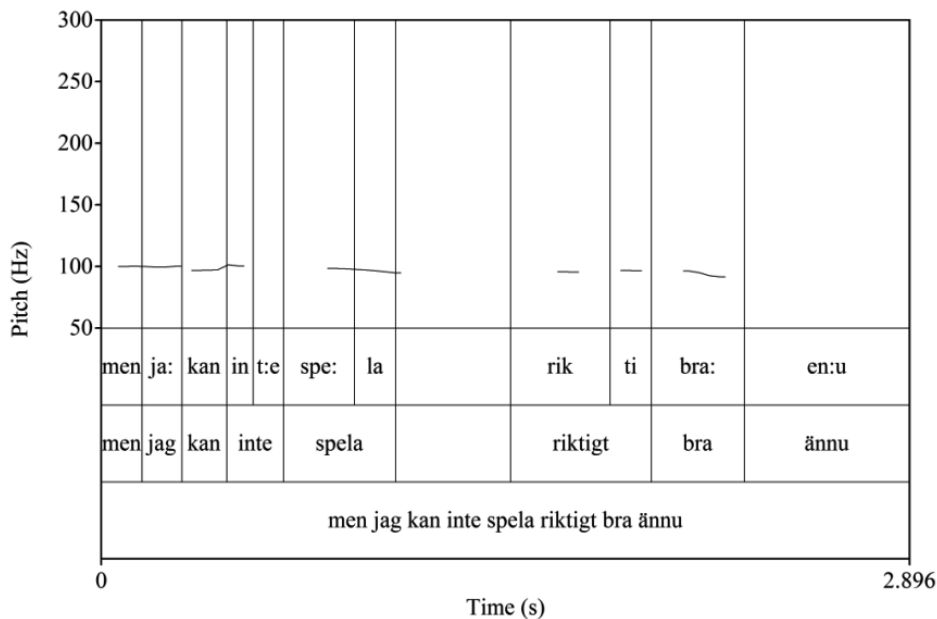 300
250
200
150
100
50
Pitch (Hz)
men ja: kan in t:e spe: la rik ti bra: en:u
men jag kan inte spela riktigt bra ännu
men jag kan inte spela riktigt bra ännu
0 2.896
Time (s)